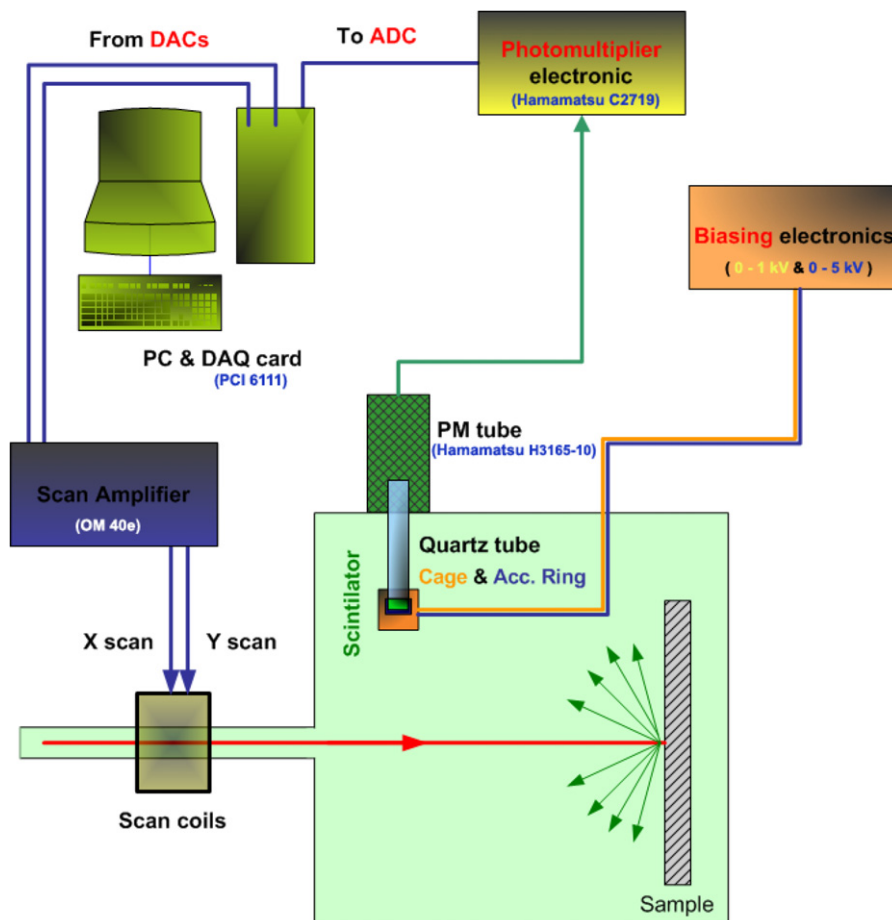 From DACs
To ADC
Photomultiplier
electronic
(Hamamatsu C2719)
Biasing electronics
( 0 - 1 kV & 0 - 5 kV )
PC & DAQ card
(PCI 6111)
PM tube
(Hamamatsu H3165-10)
Scan Amplifier
(OM 40e)
Quartz tube
Cage & Acc. Ring
Scintilator
X scan
Y scan
Scan coils
Sample